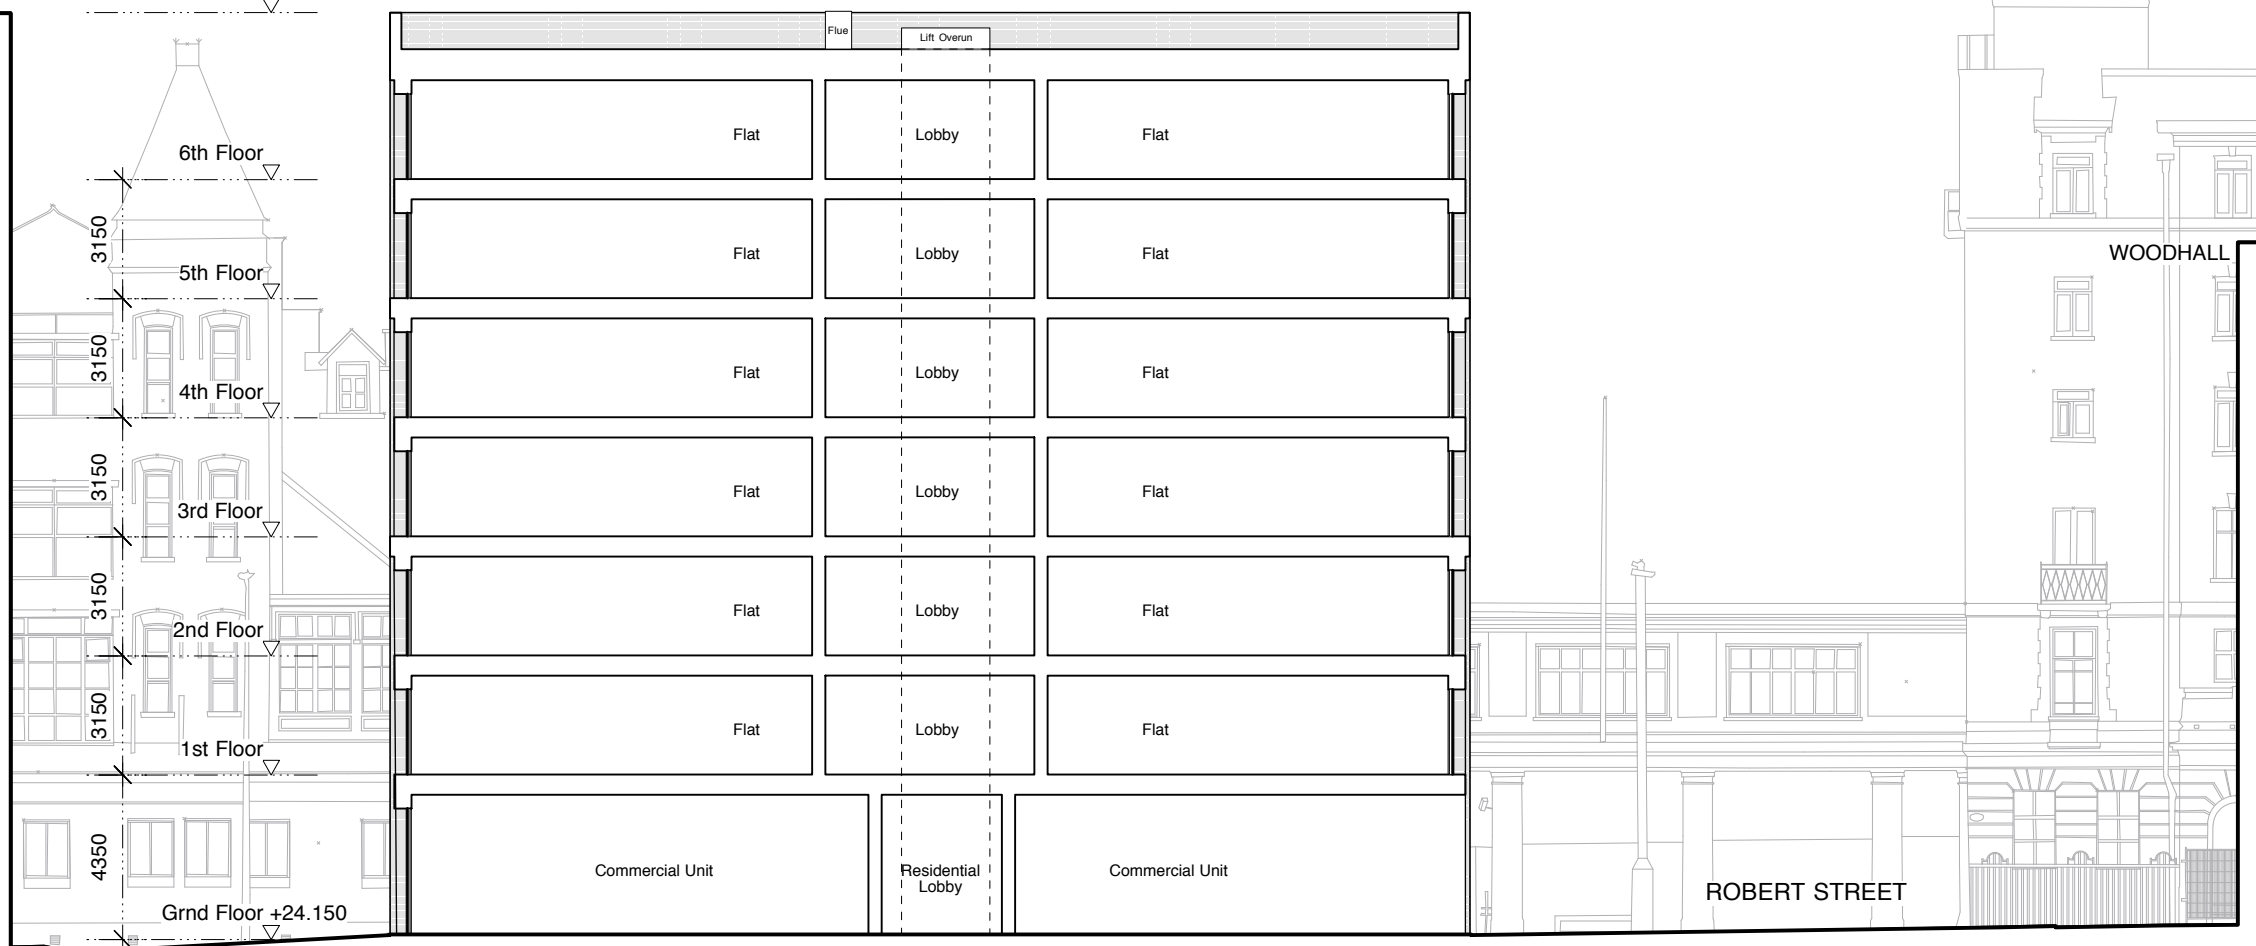 Flue
Lift Overun
Flat
Lobby
Flat
6th Floor
3150
WOODHALL
Flat
Lobby
Flat
5th Floor
3150
Flat
Lobby
Flat
4th Floor
3150
Flat
Lobby
Flat
3rd Floor
3150
Flat
Lobby
Flat
2nd Floor
3150
Flat
Lobby
Flat
1st Floor
4350
Commercial Unit
Residential
Lobby
Commercial Unit
ROBERT STREET
Grnd Floor +24.150